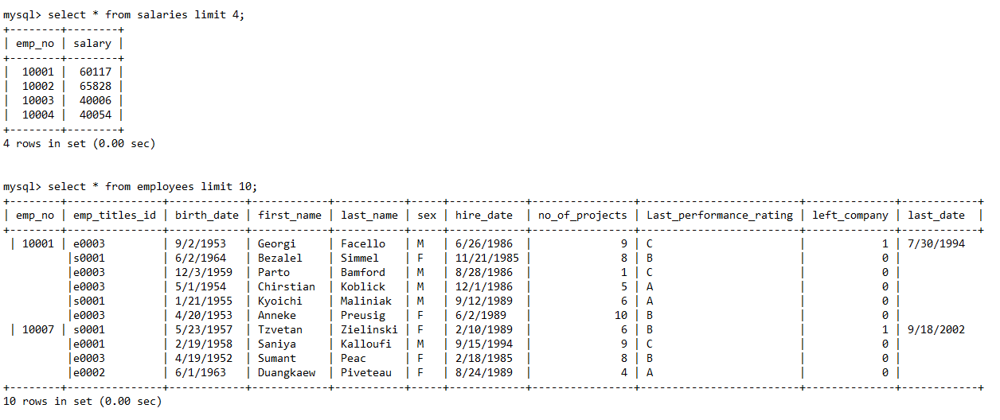 mysql> select * from salaries limit 4;
+--------+--------+
| emp_no | salary |
+--------+--------+
|  10001 |  60117 |
|  10002 |  65828 |
|  10003 |  40006 |
|  10004 |  40054 |
+--------+--------+
4 rows in set (0.00 sec)
mysql> select * from employees limit 10;
+--------+---------------+------------+------------+-----------+-----+------------+----------------+-------------------------+--------------+------------+
| emp_no | emp_titles_id | birth_date | first_name | last_name | sex | hire_date  | no_of_projects | Last_performance_rating | left_company | last_date  |
+--------+---------------+------------+------------+-----------+-----+------------+----------------+-------------------------+--------------+------------+
 | 10001 | e0003         | 9/2/1953   | Georgi     | Facello   | M   | 6/26/1986  |              9 | C                       |            1 | 7/30/1994
          |s0001         | 6/2/1964   | Bezalel    | Simmel    | F   | 11/21/1985 |              8 | B                       |            0 |
          |e0003         | 12/3/1959  | Parto      | Bamford   | M   | 8/28/1986  |              1 | C                       |            0 |
          |e0003         | 5/1/1954   | Chirstian  | Koblick   | M   | 12/1/1986  |              5 | A                       |            0 |
          |s0001         | 1/21/1955  | Kyoichi    | Maliniak  | M   | 9/12/1989  |              6 | A                       |            0 |
          |e0003         | 4/20/1953  | Anneke     | Preusig   | F   | 6/2/1989   |             10 | B                       |            0 |
 | 10007 | s0001         | 5/23/1957  | Tzvetan    | Zielinski | F   | 2/10/1989  |              6 | B                       |            1 | 9/18/2002
          |e0001         | 2/19/1958  | Saniya     | Kalloufi  | M   | 9/15/1994  |              9 | C                       |            0 |
          |e0003         | 4/19/1952  | Sumant     | Peac      | F   | 2/18/1985  |              8 | B                       |            0 |
          |e0002         | 6/1/1963   | Duangkaew  | Piveteau  | F   | 8/24/1989  |              4 | A                       |            0 |
+--------+---------------+------------+------------+-----------+-----+------------+----------------+-------------------------+--------------+------------+
10 rows in set (0.00 sec)